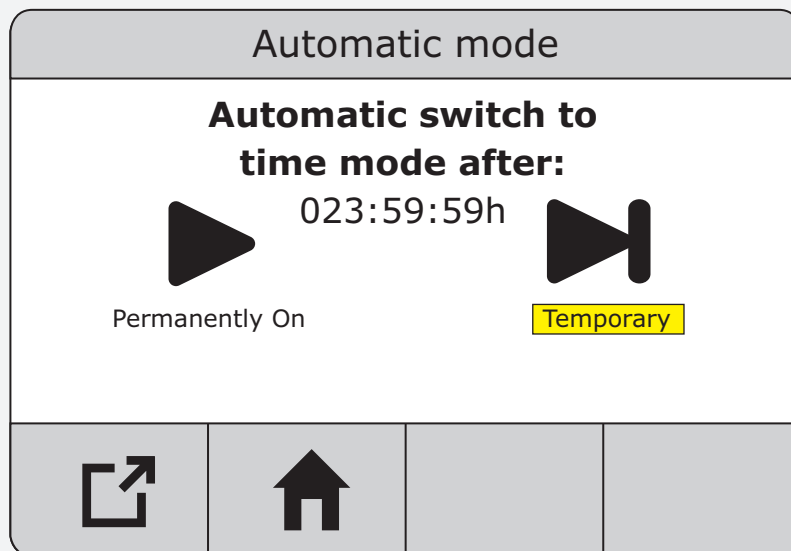 Automatic mode
Automatic switch to
time mode after:
023:59:59h
Permanently On
Temporary